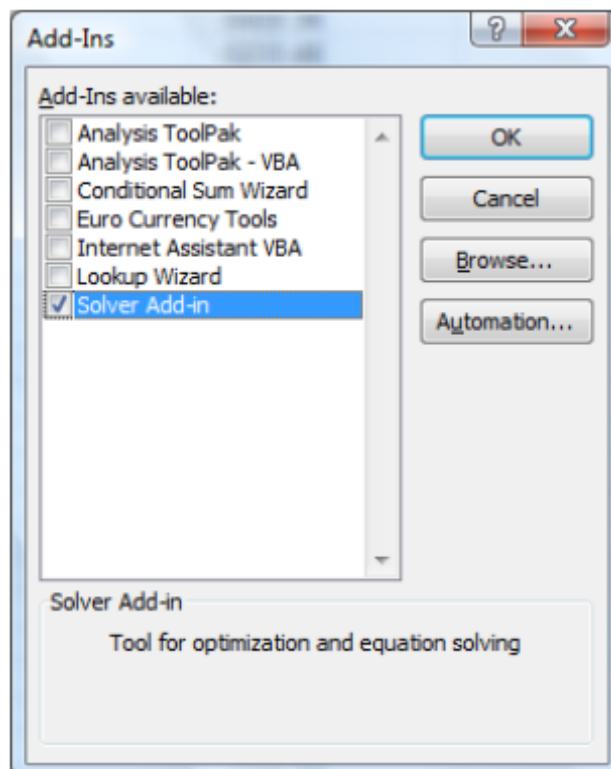 Add-Ins
Add-Ins available:
Analysis ToolPak
Analysis ToolPak - VBA
Conditional Sum Wizard
Euro Currency Tools
Internet Assistant VBA
Lookup Wizard
Solver Add-in
OK
Cancel
Browse...
Automation...
Solver Add-in
Tool for optimization and equation solving